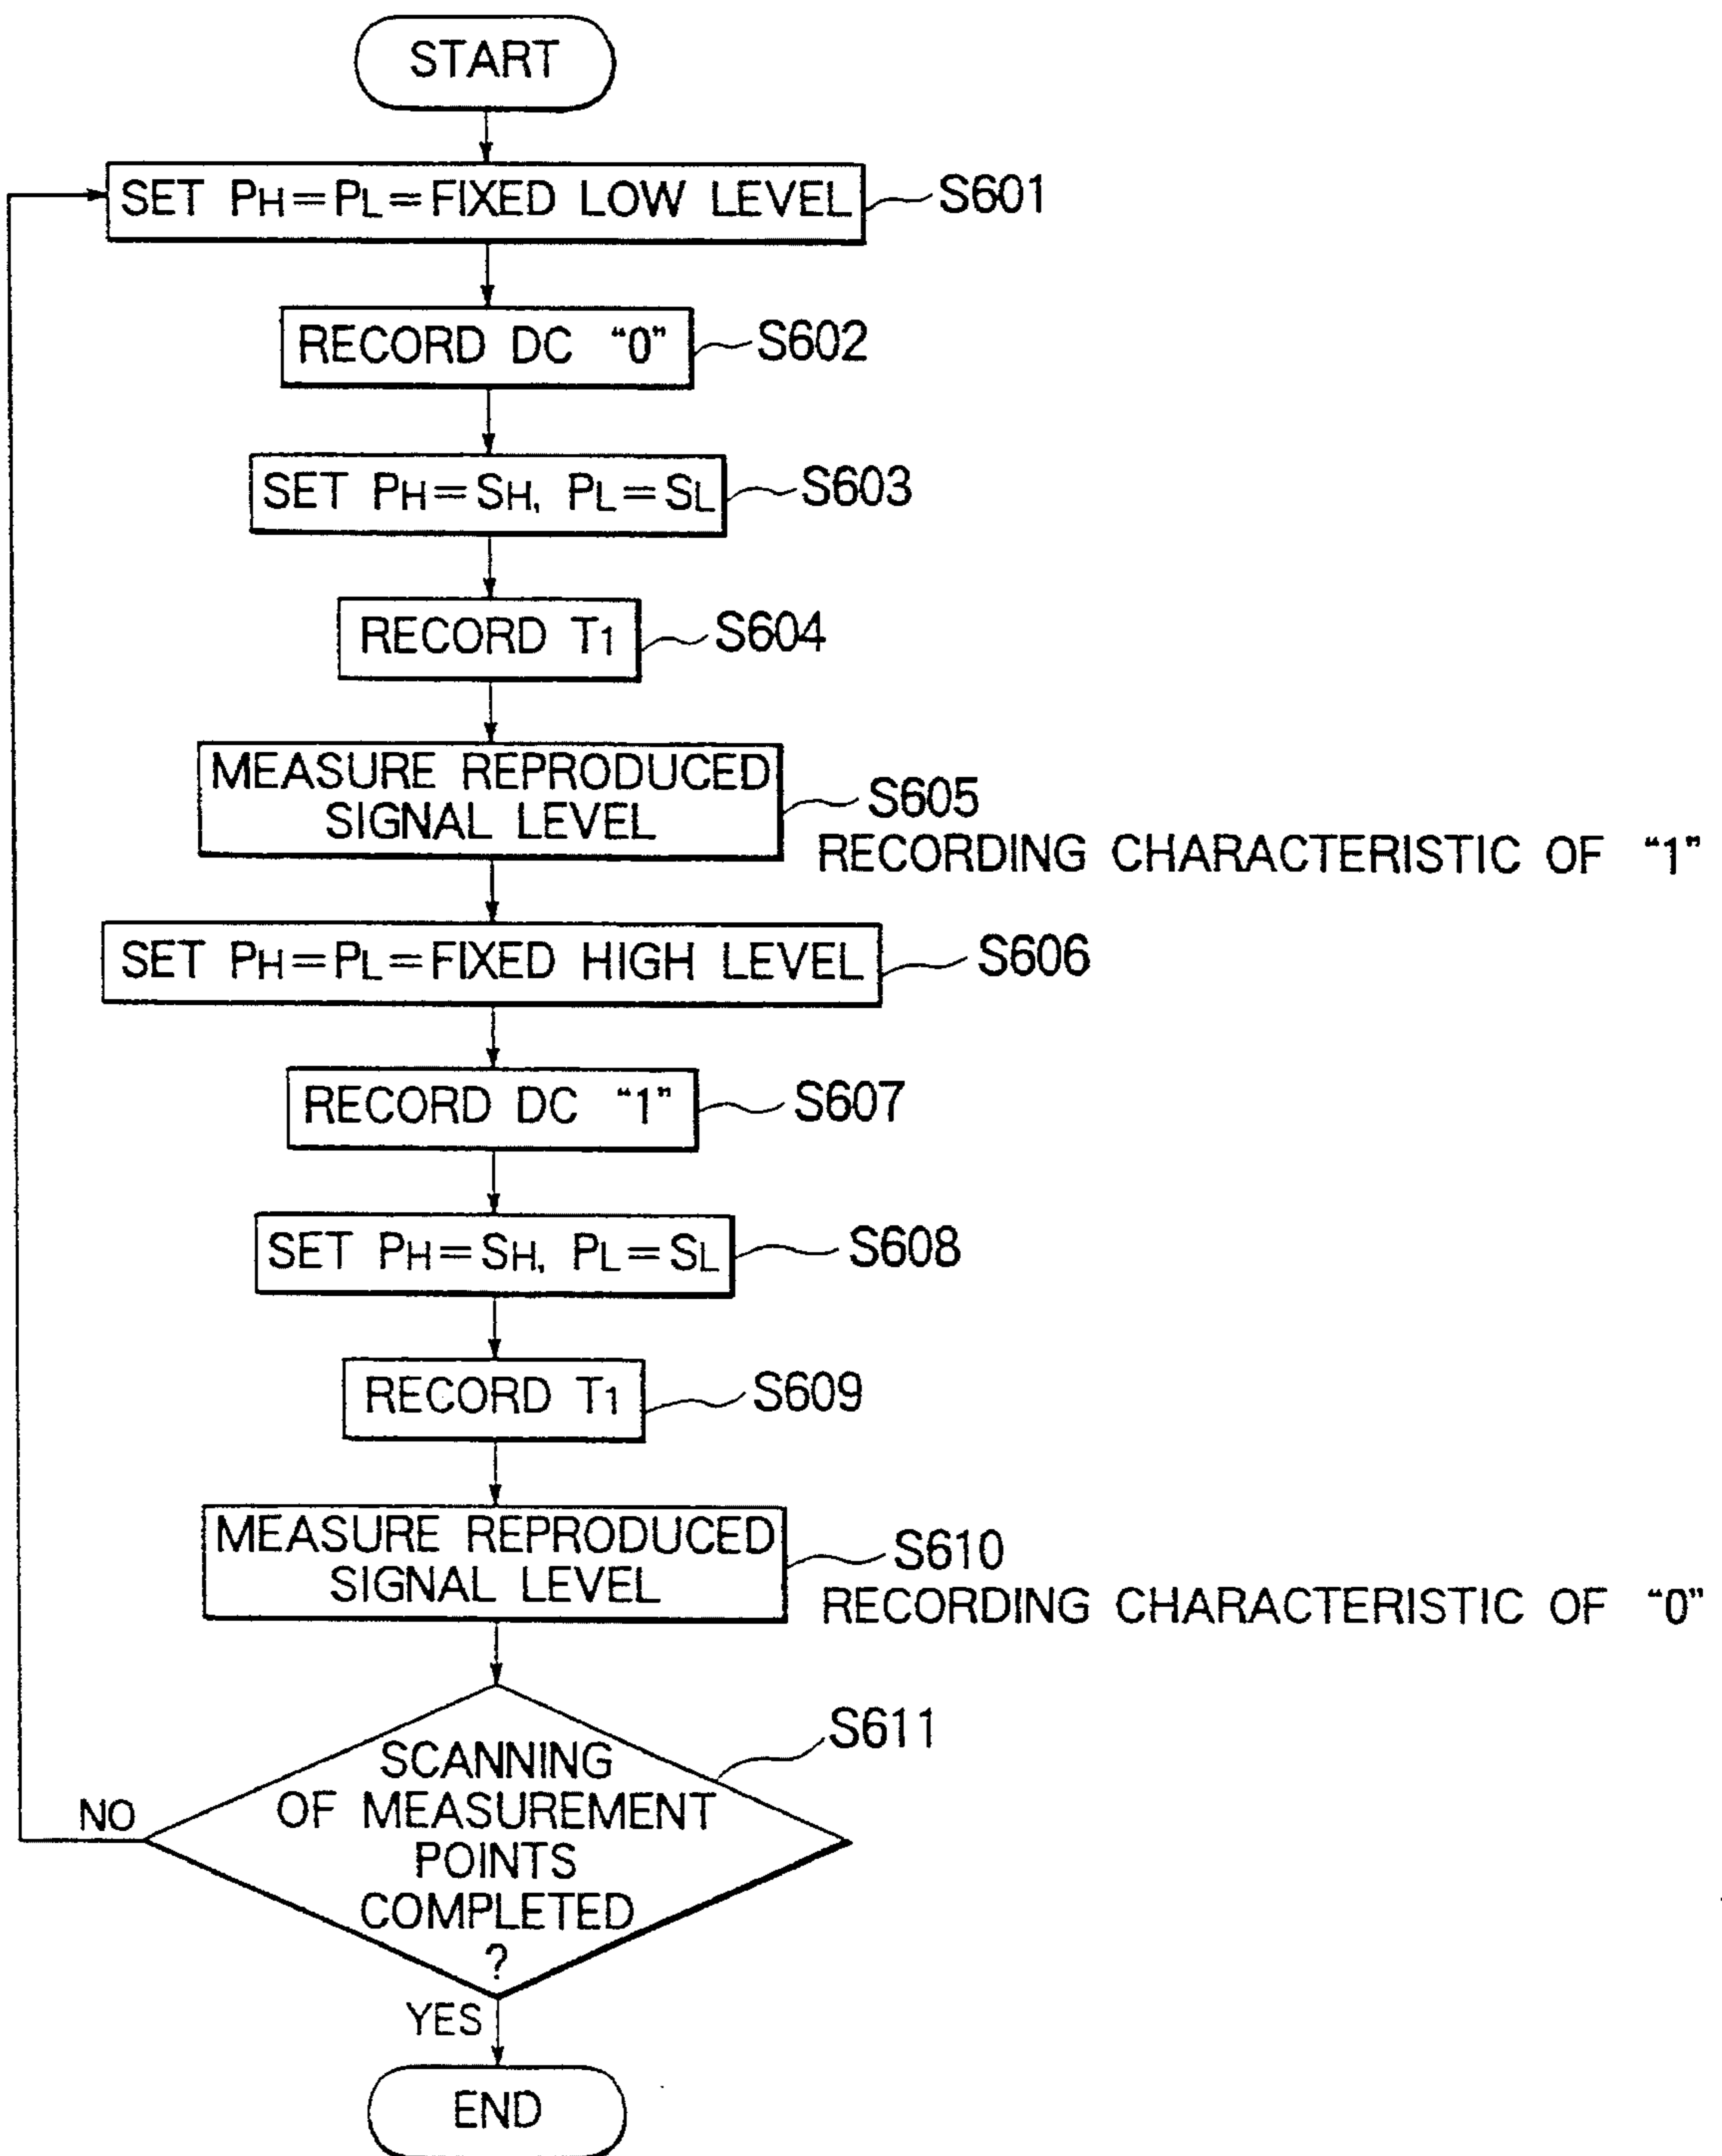 START
SET PH=PL=FIXED LOW LEVEL
S601
RECORD DC “0”
S602
SET PH=SH, PL=SL
S603
RECORD T1
S604
MEASURE REPRODUCED
SIGNAL LEVEL
S605
RECORDING CHARACTERISTIC OF “1”
SET PH=PL=FIXED HIGH LEVEL
S606
RECORD DC “1”
S607
SET PH=SH, PL=SL
S608
RECORD T1
S609
MEASURE REPRODUCED
SIGNAL LEVEL
S610
RECORDING CHARACTERISTIC OF “0”
S611
SCANNING
OF MEASUREMENT
POINTS
COMPLETED
?
NO
YES
END